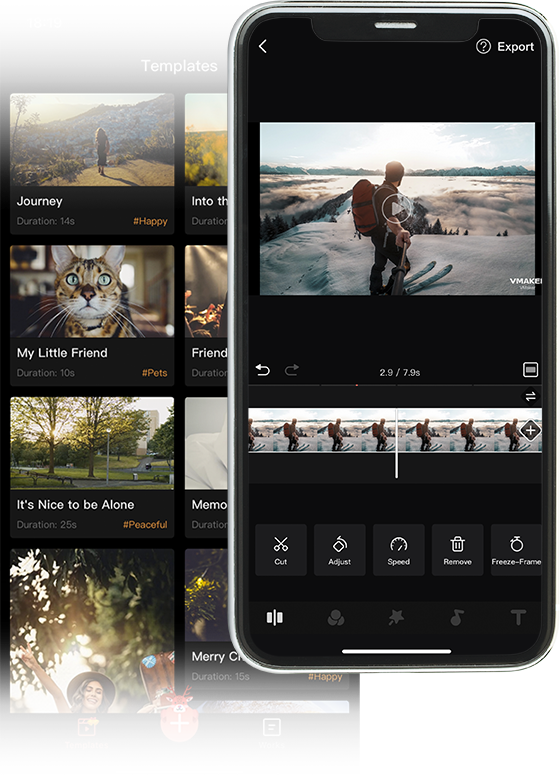 Templates
Journey
Duration: 14s
#Happy
Into th
Duration:
My Little Friend
Duration: 10s
#Pets
Friend
Duration:
It's Nice to be Alone
Duration: 25s
#Peaceful
Memo
Duration:
Merry Ch
Duration: 15s
#Happy
Export
VMAKER
2.9 / 7.9s
Cut
Adjust
Speed
Remove
Freeze-Frame